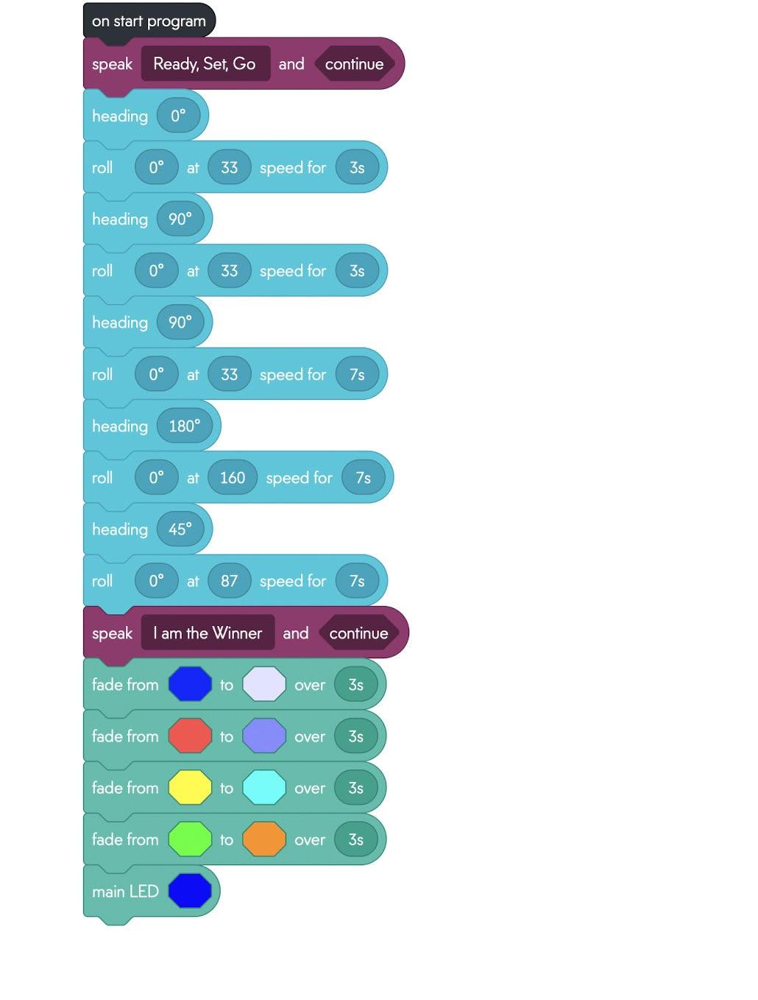 on start program
speak Ready, Set, Go and continue
heading 0°
roll 0° at 33 speed for 3s
heading 90°
roll 0° at 33 speed for 3s
heading 90°
roll 0° at 33 speed for 7s
heading 180°
roll 0° at 160 speed for 7s
heading 45°
roll 0° at 87 speed for 7s
speak I am the Winner and continue
fade from to over 3s
fade from to over 3s
fade from to over 3s
fade from to over 3s
main LED